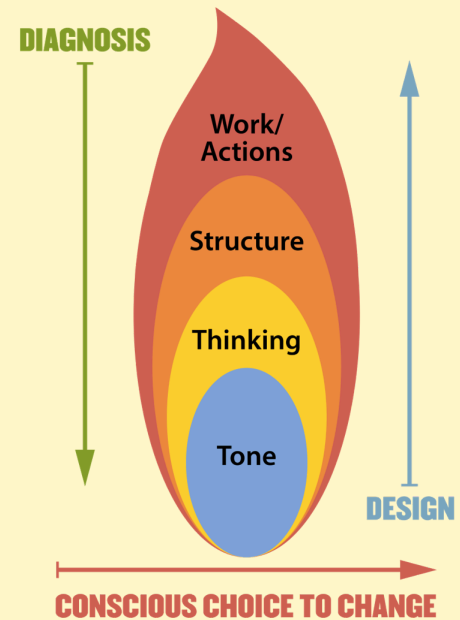 DIAGNOSIS
Work/
Actions
Structure
Thinking
Tone
DESIGN
CONSCIOUS CHOICE TO CHANGE